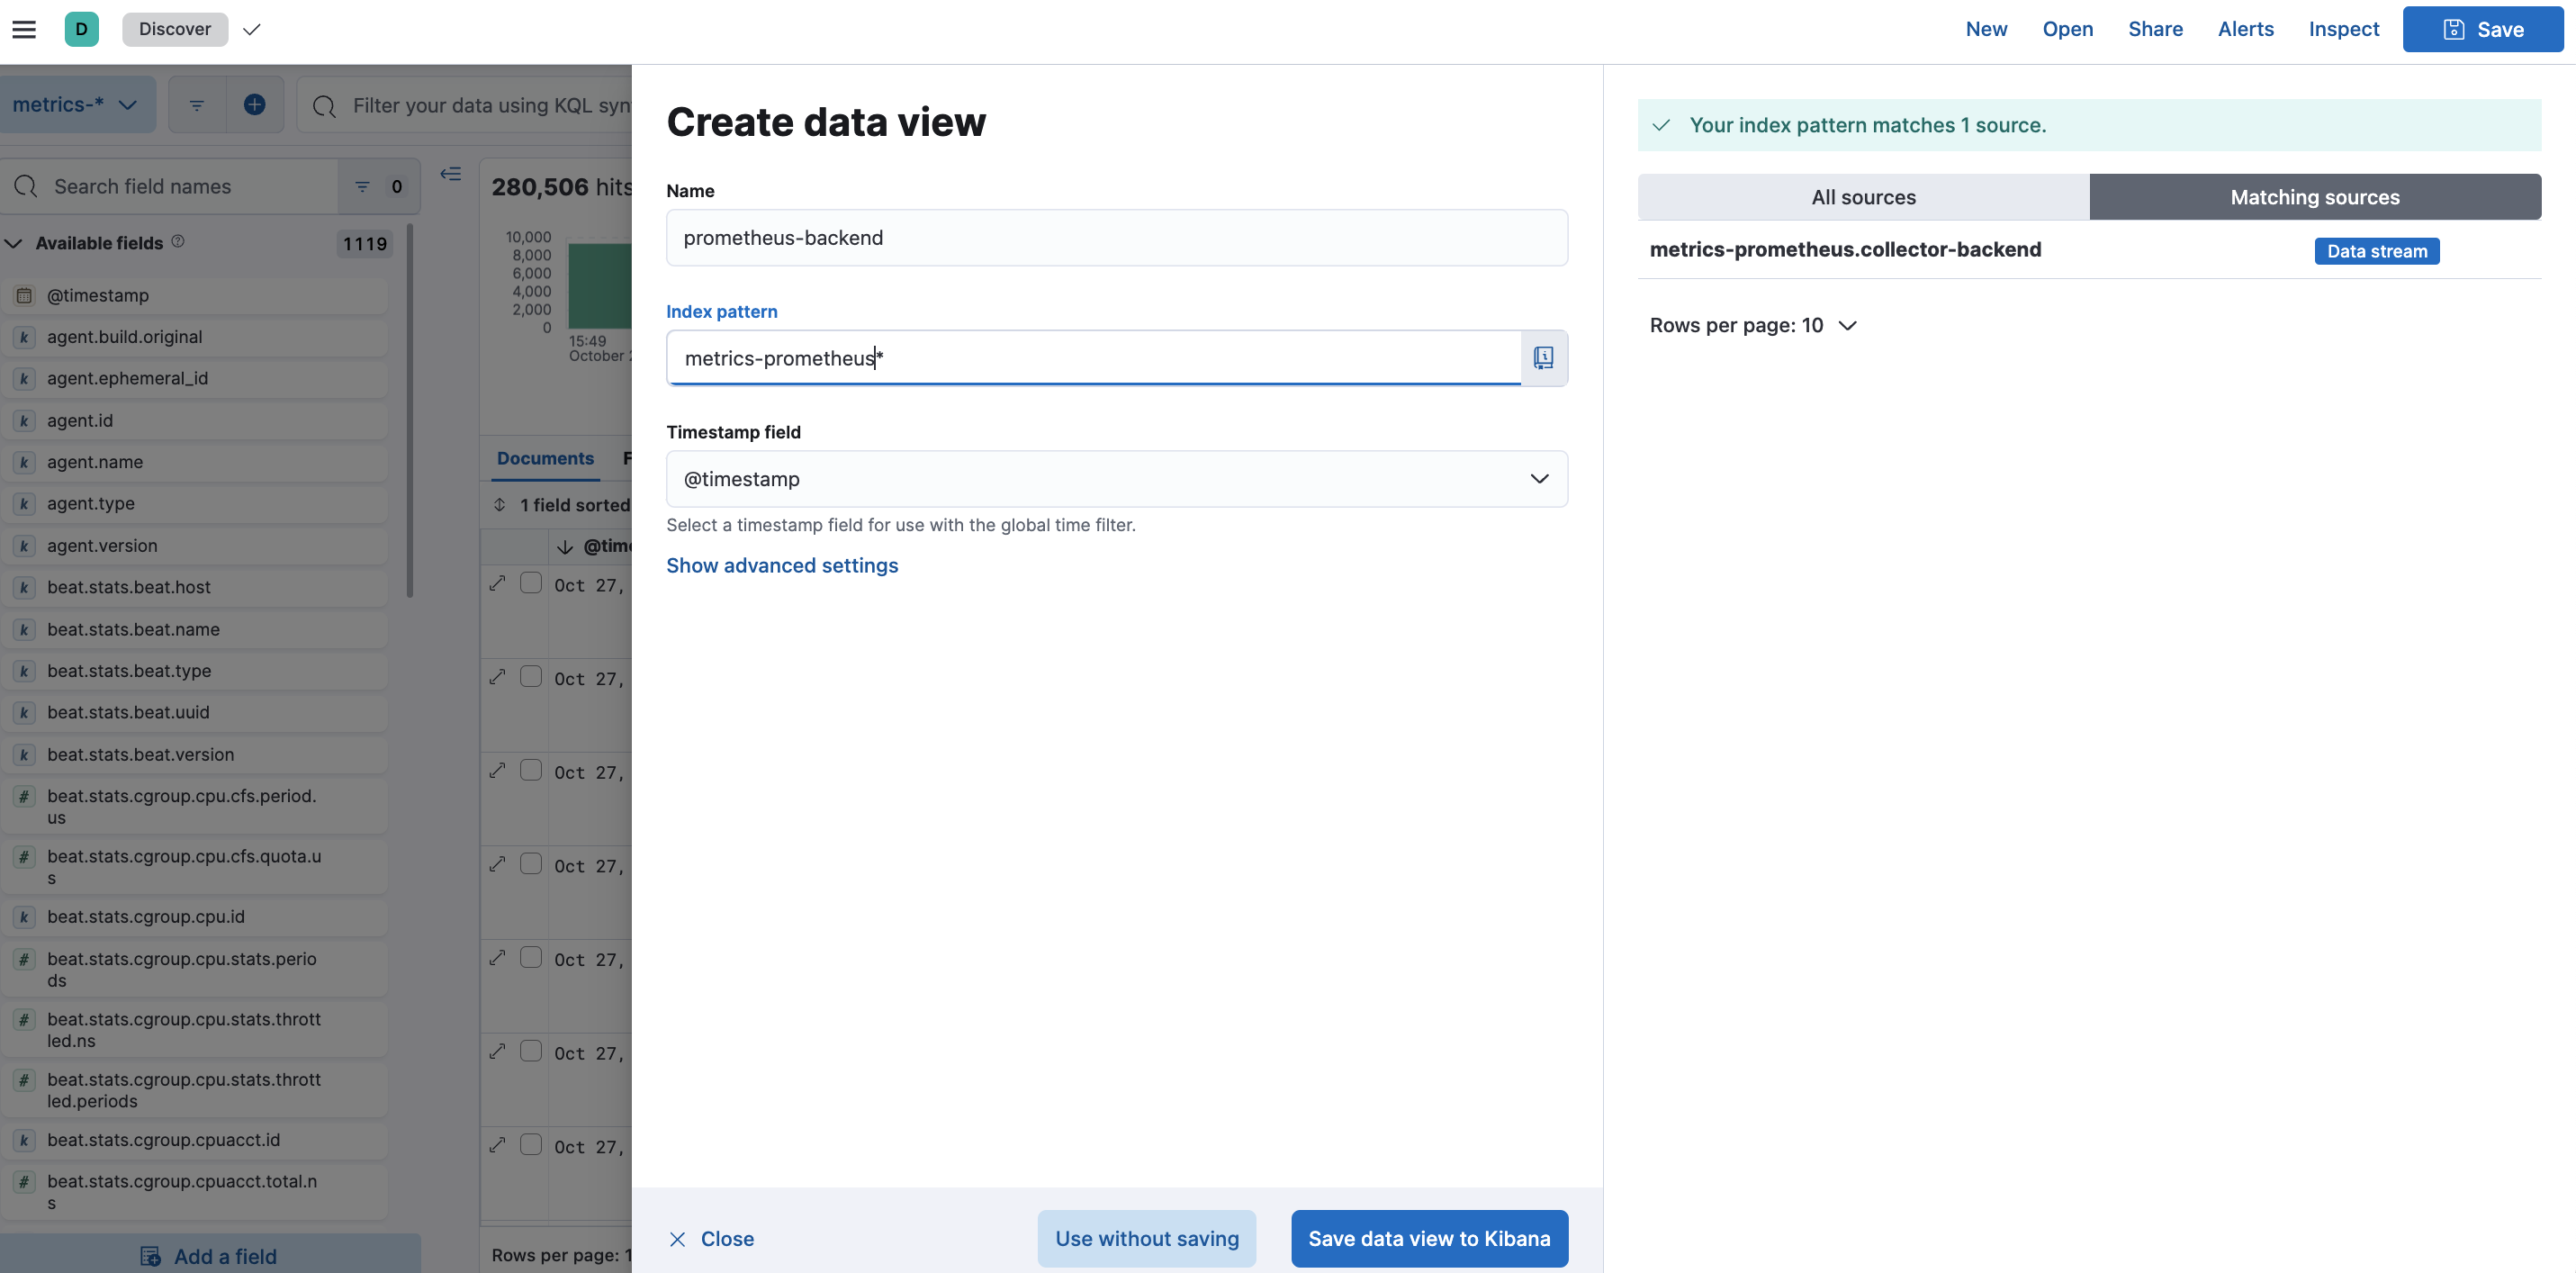 D
Discover
New
Open
Share
Alerts
Inspect
Save
metrics-*
Filter your data using KQL syn
Search field names
0
Available fields
1119
@timestamp
k agent.build.original
k agent.ephemeral_id
k agent.id
k agent.name
k agent.type
k agent.version
k beat.stats.beat.host
k beat.stats.beat.name
k beat.stats.beat.type
k beat.stats.beat.uuid
k beat.stats.beat.version
# beat.stats.cgroup.cpu.cfs.period.
us
# beat.stats.cgroup.cpu.cfs.quota.u
s
k beat.stats.cgroup.cpu.id
# beat.stats.cgroup.cpu.stats.perio
ds
# beat.stats.cgroup.cpu.stats.thrott
led.ns
# beat.stats.cgroup.cpu.stats.thrott
led.periods
k beat.stats.cgroup.cpuacct.id
# beat.stats.cgroup.cpuacct.total.n
s
Add a field
280,506 hits
10,000
8,000
6,000
4,000
2,000
0
15:49
October 2
Documents
F
1 field sorted
@time
Oct 27,
Oct 27,
Oct 27,
Oct 27,
Oct 27,
Oct 27,
Oct 27,
Rows per page: 1
Create data view
Name
prometheus-backend
Index pattern
metrics-prometheus*
Timestamp field
@timestamp
Select a timestamp field for use with the global time filter.
Show advanced settings
Close
Use without saving
Save data view to Kibana
Your index pattern matches 1 source.
All sources
Matching sources
metrics-prometheus.collector-backend
Data stream
Rows per page: 10